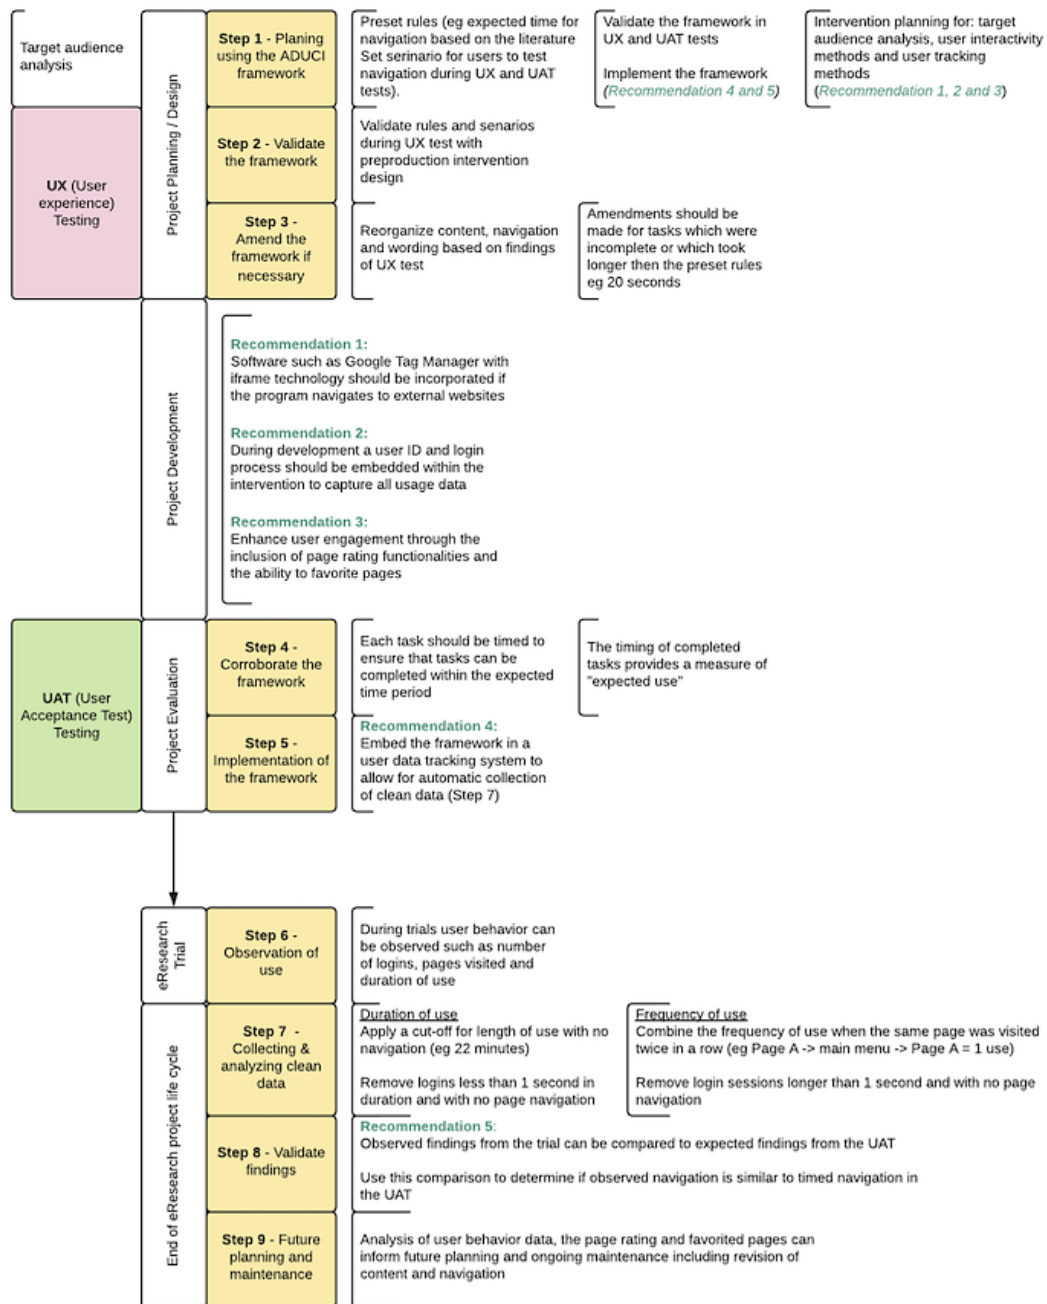 Target audience
analysis
Project Planning / Design
Step 1 - Planing
using the ADUCI
framework
Preset rules (eg expected time for
navigation based on the literature
Set serinario for users to test
navigation during UX and UAT
tests).
Validate the framework in
UX and UAT tests
Implement the framework
(Recommendation 4 and 5)
Intervention planning for: target
audience analysis, user interactivity
methods and user tracking
methods
(Recommendation 1, 2 and 3)
UX (User
experience)
Testing
Step 2 - Validate
the framework
Validate rules and senarios
during UX test with
preproduction intervention
design
Step 3 -
Amend the
framework if
necessary
Reorganize content, navigation
and wording based on findings
of UX test
Amendments should be
made for tasks which were
incomplete or which took
longer then the preset rules
eg 20 seconds
Project Development
Recommendation 1:
Software such as Google Tag Manager with
iframe technology should be incorporated if
the program navigates to external websites
Recommendation 2:
During development a user ID and login
process should be embedded within the
intervention to capture all usage data
Recommendation 3:
Enhance user engagement through the
inclusion of page rating functionalities and
the ability to favorite pages
UAT (User
Acceptance Test)
Testing
Project Evaluation
Step 4 -
Corroborate the
framework
Each task should be timed to
ensure that tasks can be
completed within the expected
time period
The timing of completed
tasks provides a measure of
"expected use"
Step 5 -
Implementation of
the framework
Recommendation 4:
Embed the framework in a
user data tracking system to
allow for automatic collection
of clean data (Step 7)
eResearch
Trial
Step 6 -
Observation of
use
During trials user behavior can
be observed such as number
of logins, pages visited and
duration of use
End of eResearch project life cycle
Step 7 -
Collecting &
analyzing clean
data
Duration of use
Apply a cut-off for length of use with no
navigation (eg 22 minutes)
Remove logins less than 1 second in
duration and with no page navigation
Frequency of use
Combine the frequency of use when the same page was visited
twice in a row (eg Page A -> main menu -> Page A = 1 use)
Remove login sessions longer than 1 second and with no page
navigation
Step 8 - Validate
findings
Recommendation 5:
Observed findings from the trial can be compared to expected findings from the UAT
Use this comparison to determine if observed navigation is similar to timed navigation in
the UAT
Step 9 - Future
planning and
maintenance
Analysis of user behavior data, the page rating and favorited pages can
inform future planning and ongoing maintenance including revision of
content and navigation